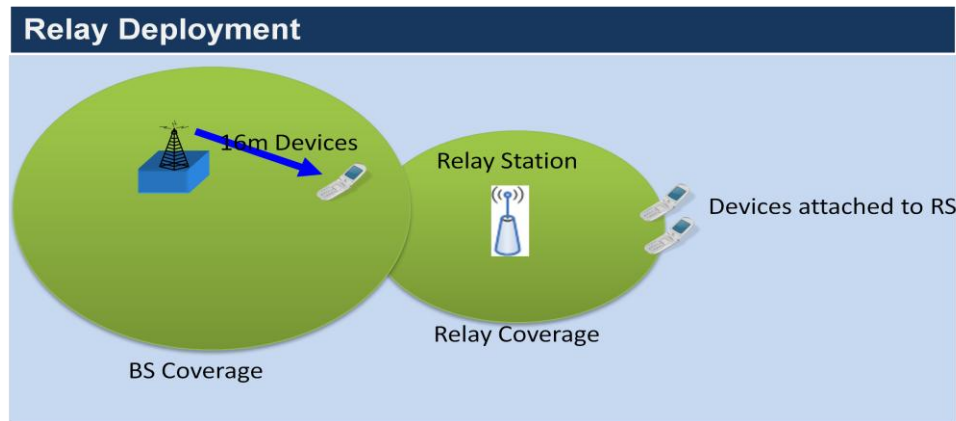 Relay Deployment
16m Devices
Relay Station
Devices attached to RS
Relay Coverage
BS Coverage